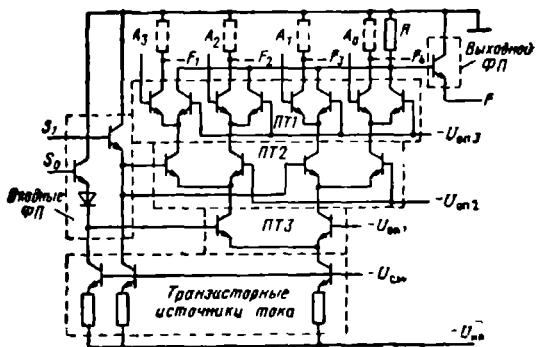 A₃ A₂ A₁ A₀ R
F₁ F₂ F₃ F₄
Выходной ФП
F
ПТ1
-Uоп3
S₁
ПТ2
S₀
-Uоп2
Входные ФП
ПТ3
-Uоп1
-Uсм
Транзисторные источники тока